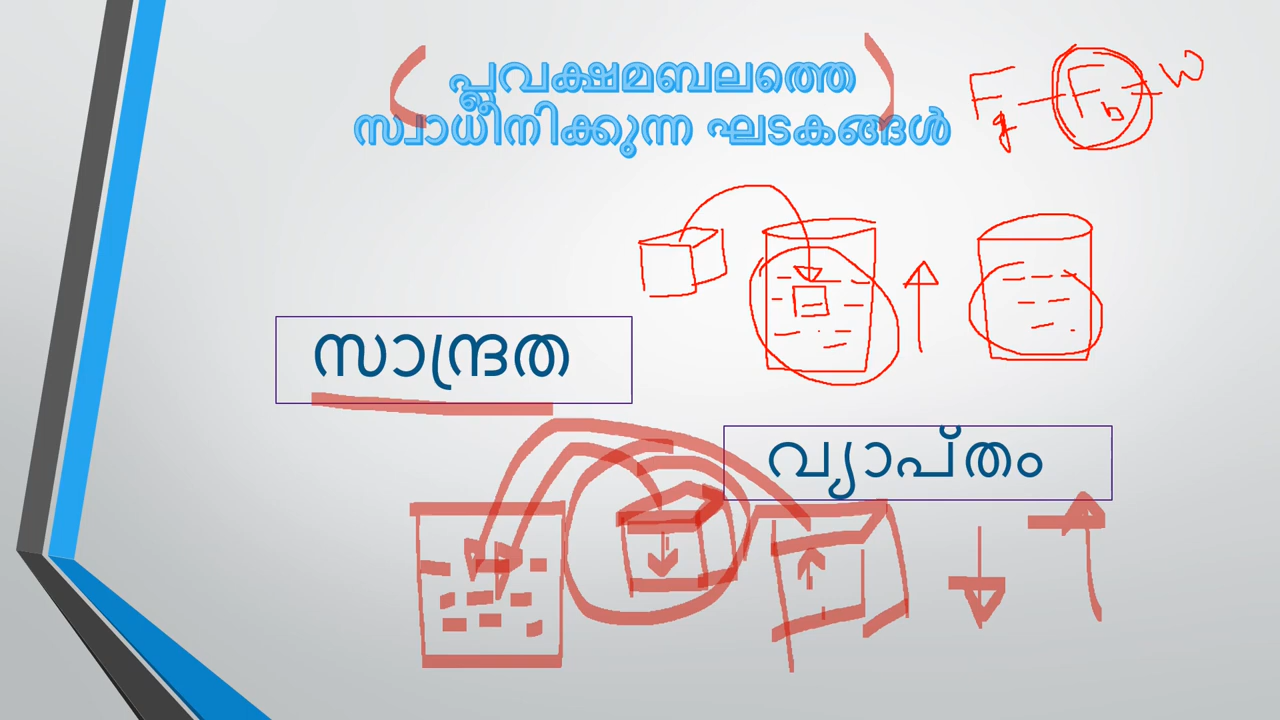 പ്ലവക്ഷമബലത്തെ
സ്വാധീനിക്കുന്ന ഘടകങ്ങൾ
F g — F b — W
സാന്ദ്രത
വ്യാപ്തം